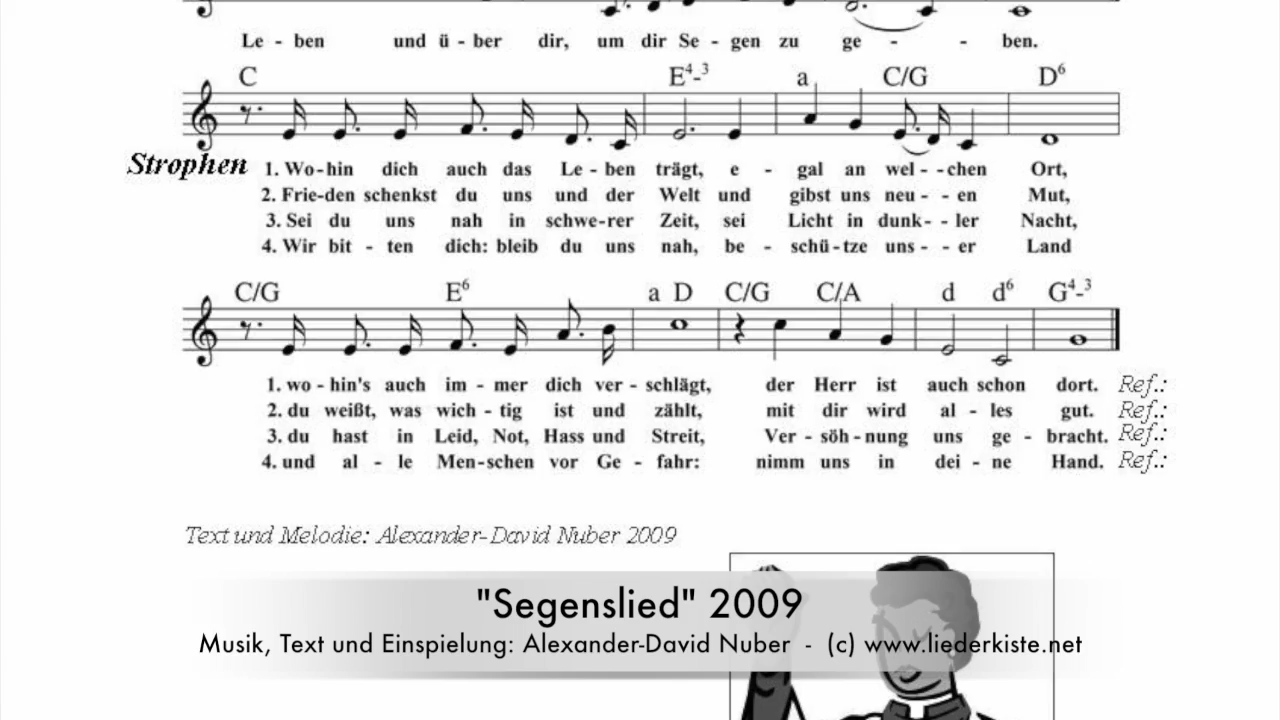 Le - ben und ü - ber dir, um dir Se - gen zu ge - - ben.
C E4-3 a C/G D6
Strophen
1. Wo-hin dich auch das Le - ben trägt, e - gal an wel - - chen Ort,
2. Frie-den schenkst du uns und der Welt und gibst uns neu - - en Mut,
3. Sei du uns nah in schwe-rer Zeit, sei Licht in dunk - - ler Nacht,
4. Wir bit - ten dich: bleib du uns nah, be - schü-tze uns - - er Land
C/G E6 a D C/G C/A d d6 G4-3
1. wo - hin's auch im - mer dich ver - schlägt, der Herr ist auch schon dort. Ref.:
2. du weißt, was wich - tig ist und zählt, mit dir wird al - les gut. Ref.:
3. du hast in Leid, Not, Hass und Streit, Ver - söh - nung uns ge - bracht. Ref.:
4. und al - le Men-schen vor Ge - fahr: nimm uns in dei - ne Hand. Ref.:
Text und Melodie: Alexander-David Nuber 2009
"Segenslied" 2009
Musik, Text und Einspielung: Alexander-David Nuber - (c) www.liederkiste.net